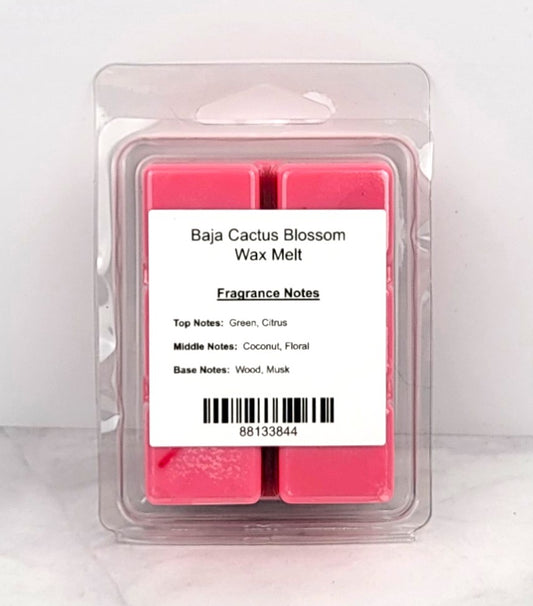 Baja Cactus Blossom
Wax Melt
Fragrance Notes
Top Notes: Green, Citrus
Middle Notes: Coconut, Floral
Base Notes: Wood, Musk
88133844